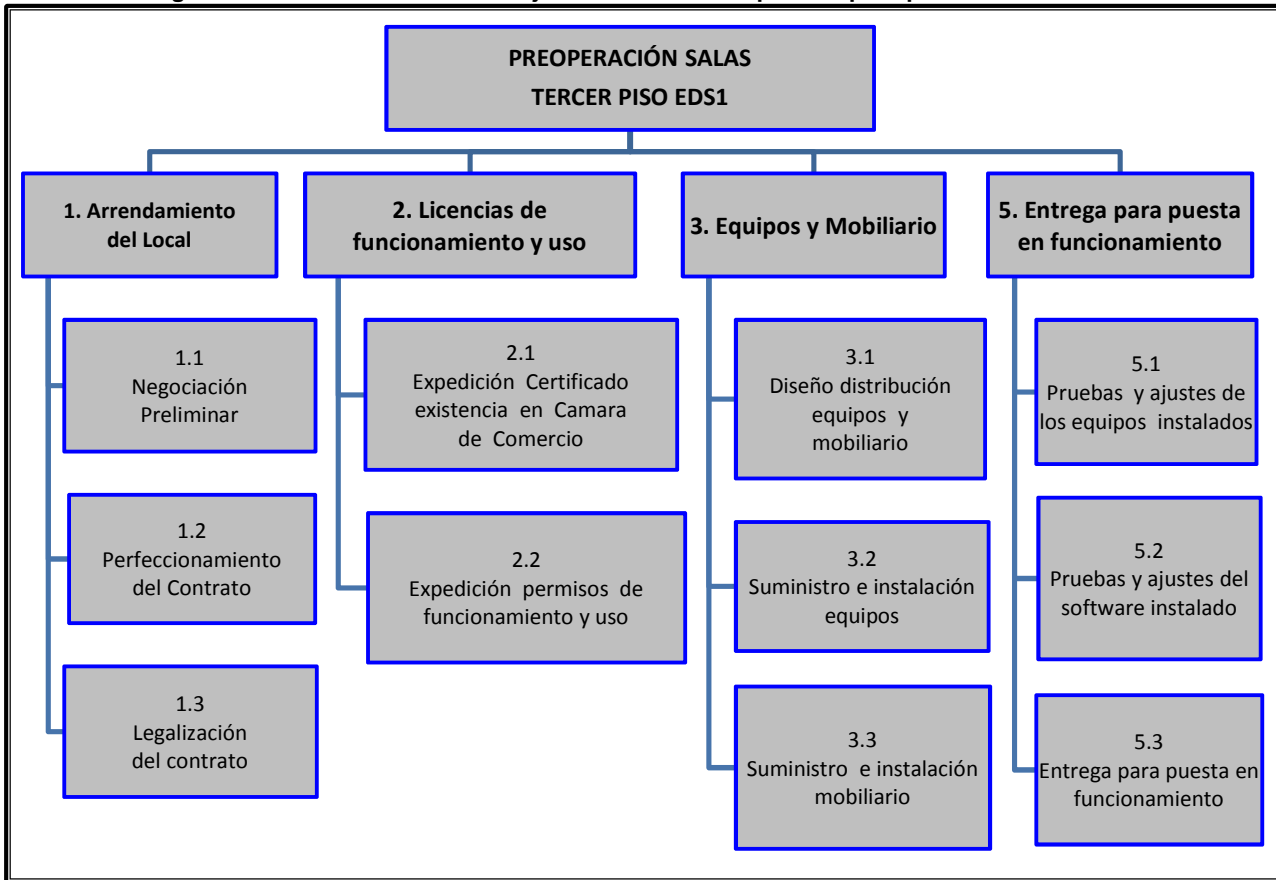 PREOPERACIÓN SALAS
TERCER PISO EDS1
1. Arrendamiento
del Local
2. Licencias de
funcionamiento y uso
3. Equipos y Mobiliario
5. Entrega para puesta
en funcionamiento
1.1
Negociación
Preliminar
2.1
Expedición Certificado
existencia en Camara
de Comercio
3.1
Diseño distribución
equipos y
mobiliario
5.1
Pruebas y ajustes de
los equipos instalados
1.2
Perfeccionamiento
del Contrato
2.2
Expedición permisos de
funcionamiento y uso
3.2
Suministro e instalación
equipos
5.2
Pruebas y ajustes del
software instalado
1.3
Legalización
del contrato
3.3
Suministro e instalación
mobiliario
5.3
Entrega para puesta en
funcionamiento